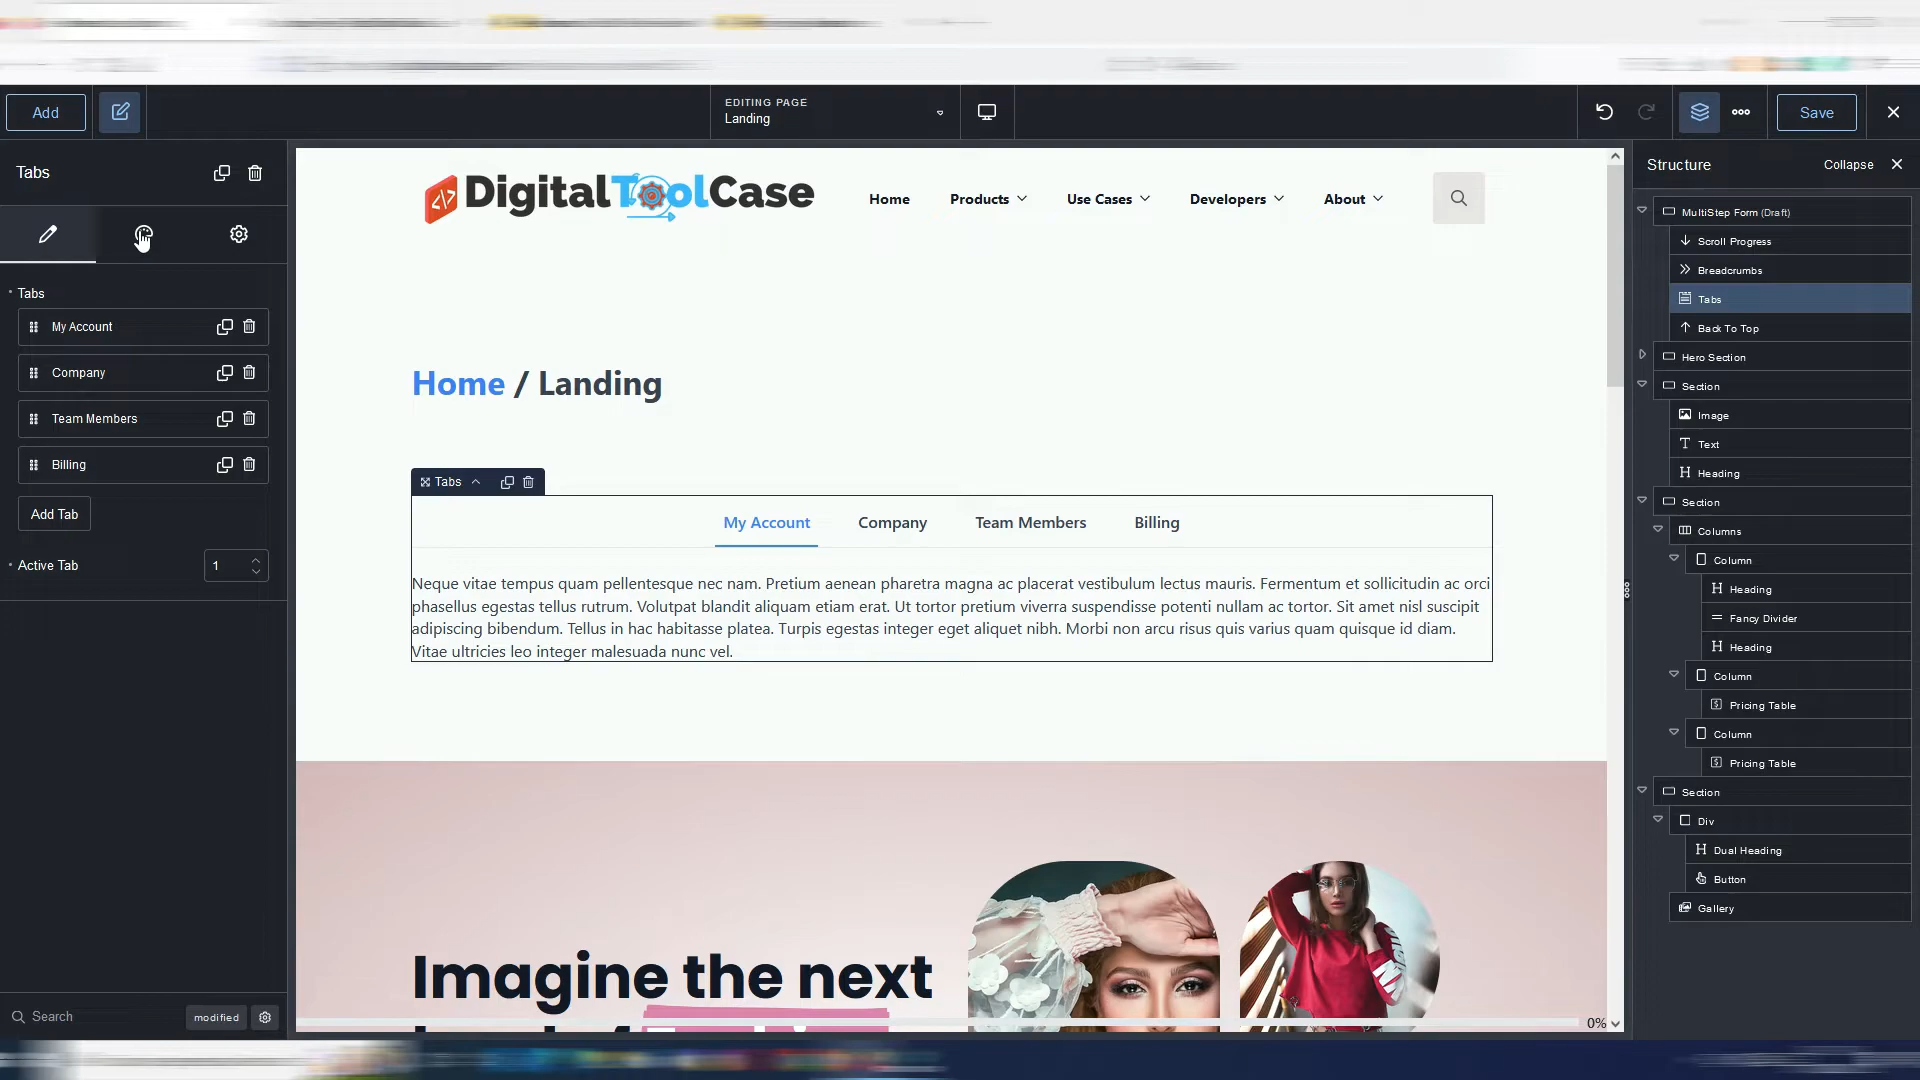 Add
EDITING PAGE
Landing
Save
Tabs
Tabs
My Account
Company
Team Members
Billing
Add Tab
Active Tab
1
Search
modified
DigitalToolCase
Home
Products
Use Cases
Developers
About
Home / Landing
Tabs
My Account
Company
Team Members
Billing
Neque vitae tempus quam pellentesque nec nam. Pretium aenean pharetra magna ac placerat vestibulum lectus mauris. Fermentum et sollicitudin ac orci
phasellus egestas tellus rutrum. Volutpat blandit aliquam etiam erat. Ut tortor pretium viverra suspendisse potenti nullam ac tortor. Sit amet nisl suscipit
adipiscing bibendum. Tellus in hac habitasse platea. Turpis egestas integer eget aliquet nibh. Morbi non arcu risus quis varius quam quisque id diam.
Vitae ultricies leo integer malesuada nunc vel.
Imagine the next
0%
Structure
Collapse
MultiStep Form (Draft)
Scroll Progress
Breadcrumbs
Tabs
Back To Top
Hero Section
Section
Image
Text
Heading
Section
Columns
Column
Heading
Fancy Divider
Heading
Column
Pricing Table
Column
Pricing Table
Section
Div
Dual Heading
Button
Gallery